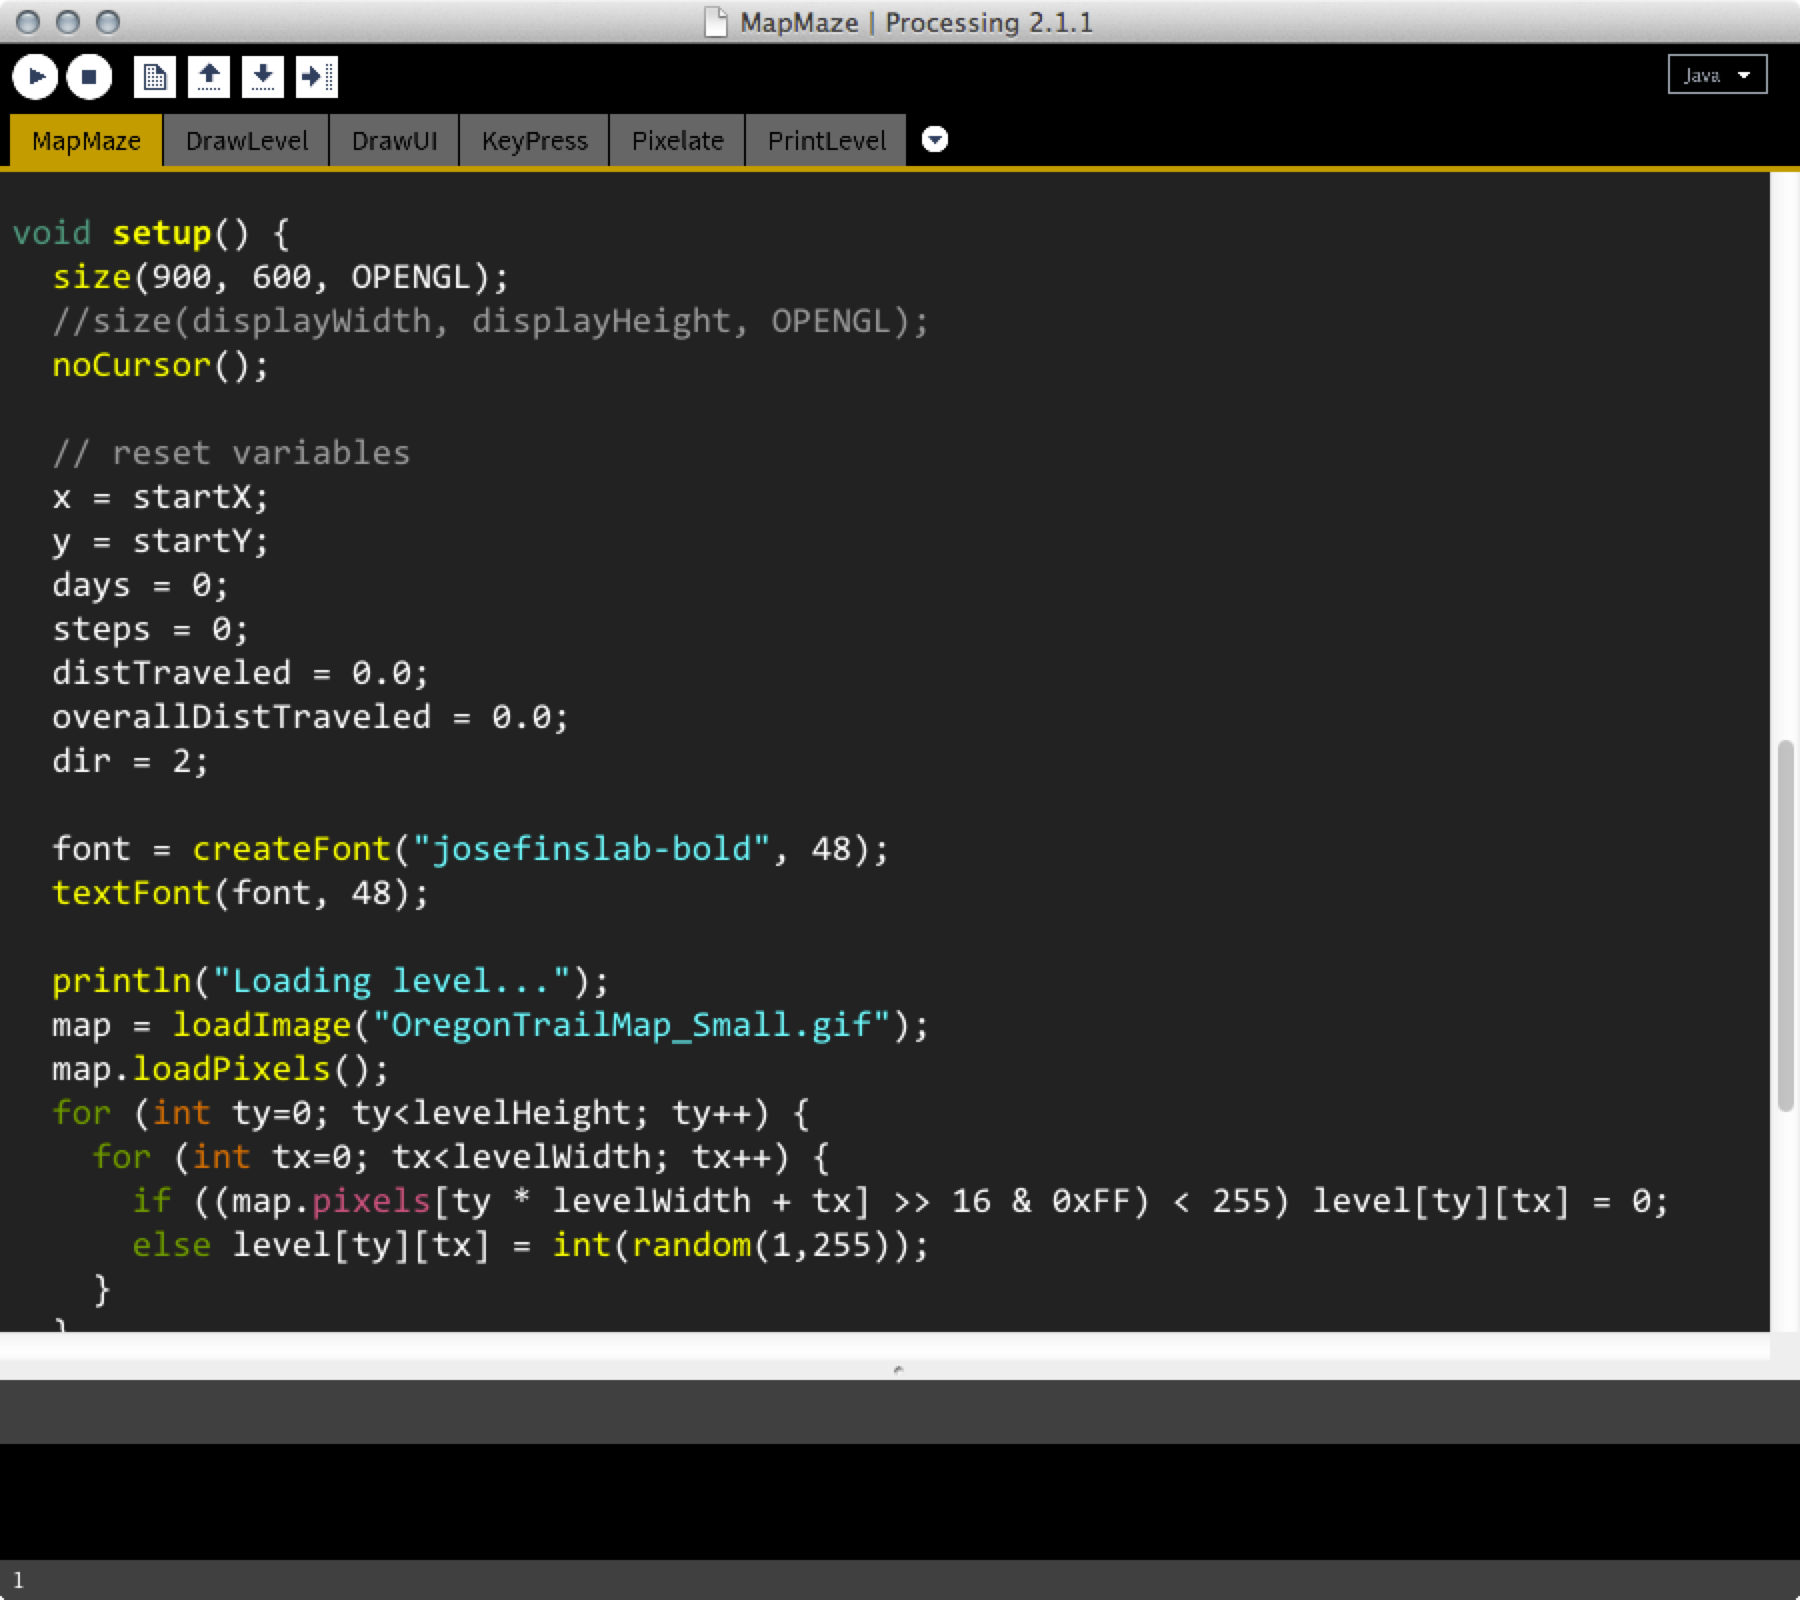 MapMaze | Processing 2.1.1
Java
MapMaze DrawLevel DrawUI KeyPress Pixelate PrintLevel
void setup() {
  size(900, 600, OPENGL);
  //size(displayWidth, displayHeight, OPENGL);
  noCursor();

  // reset variables
  x = startX;
  y = startY;
  days = 0;
  steps = 0;
  distTraveled = 0.0;
  overallDistTraveled = 0.0;
  dir = 2;

  font = createFont("josefinslab-bold", 48);
  textFont(font, 48);

  println("Loading level...");
  map = loadImage("OregonTrailMap_Small.gif");
  map.loadPixels();
  for (int ty=0; ty<levelHeight; ty++) {
    for (int tx=0; tx<levelWidth; tx++) {
      if ((map.pixels[ty * levelWidth + tx] >> 16 & 0xFF) < 255) level[ty][tx] = 0;
      else level[ty][tx] = int(random(1,255));
    }
  }
1